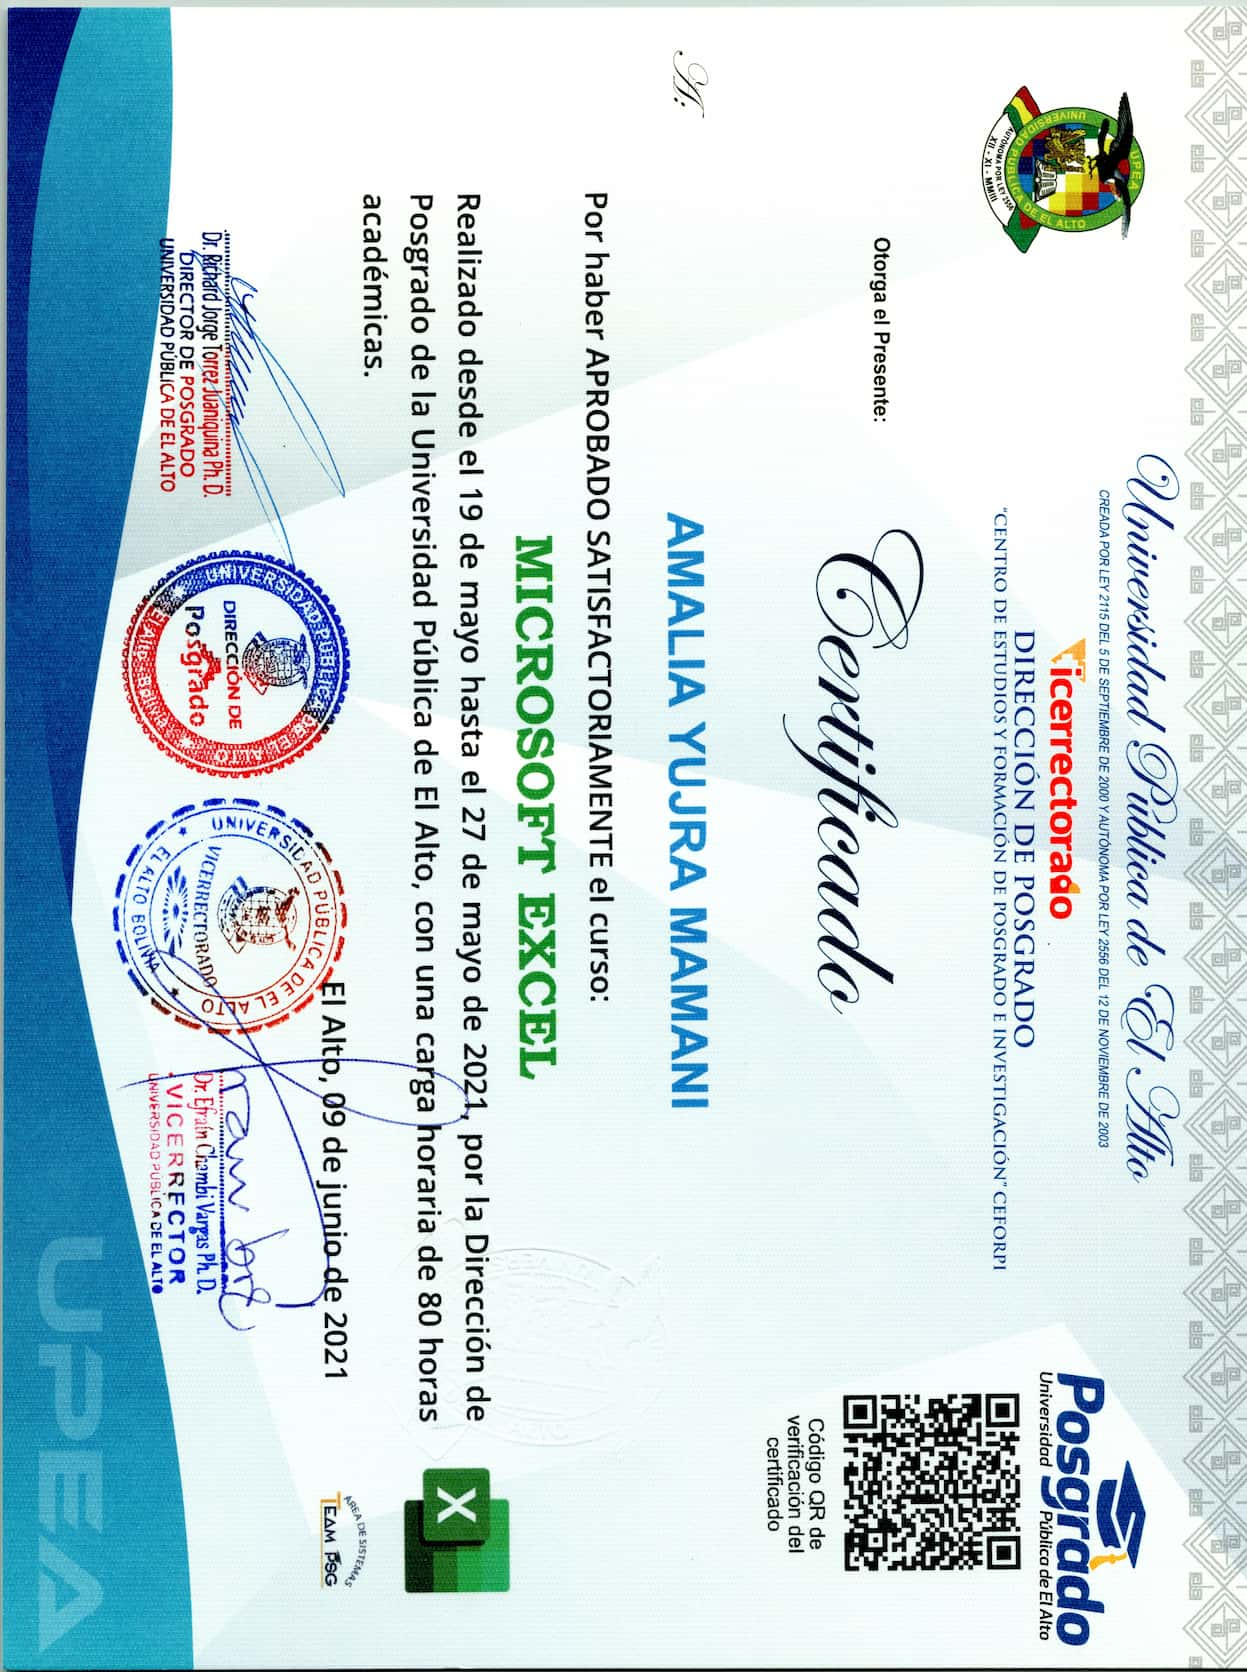 Universidad Pública de El Alto
CREADA POR LEY 2115 DEL 5 DE SEPTIEMBRE DE 2000 Y AUTÓNOMA POR LEY 2556 DEL 12 DE NOVIEMBRE DE 2003
Vicerrectorado
DIRECCIÓN DE POSGRADO
"CENTRO DE ESTUDIOS Y FORMACIÓN DE POSGRADO E INVESTIGACIÓN" CEFORPI
UPEA
UNIVERSIDAD PÚBLICA DE EL ALTO
AUTÓNOMA POR LEY 2556
XII - XI - MMIII
Posgrado
Universidad Pública de El Alto
Código QR de
verificación del
certificado
Otorga el Presente:
Certificado
A:
AMALIA YUJRA MAMANI
Por haber APROBADO SATISFACTORIAMENTE el curso:
MICROSOFT EXCEL
Realizado desde el 19 de mayo hasta el 27 de mayo de 2021, por la Dirección de
Posgrado de la Universidad Pública de El Alto, con una carga horaria de 80 horas
académicas.
X
El Alto, 09 de junio de 2021
AREA DE SISTEMAS
TEAM PSG
Dr. Richard Jorge Torrez Juaniquina Ph. D.
DIRECTOR DE POSGRADO
UNIVERSIDAD PÚBLICA DE EL ALTO
UNIVERSIDAD PÚBLICA DE EL ALTO
DIRECCIÓN DE
Posgrado
UNIVERSIDAD PÚBLICA DE EL ALTO
VICERRECTORADO
EL ALTO BOLIVIA
Dr. Efraín Chambi Vargas Ph. D.
VICERRECTOR
UNIVERSIDAD PÚBLICA DE EL ALTO
UPEA